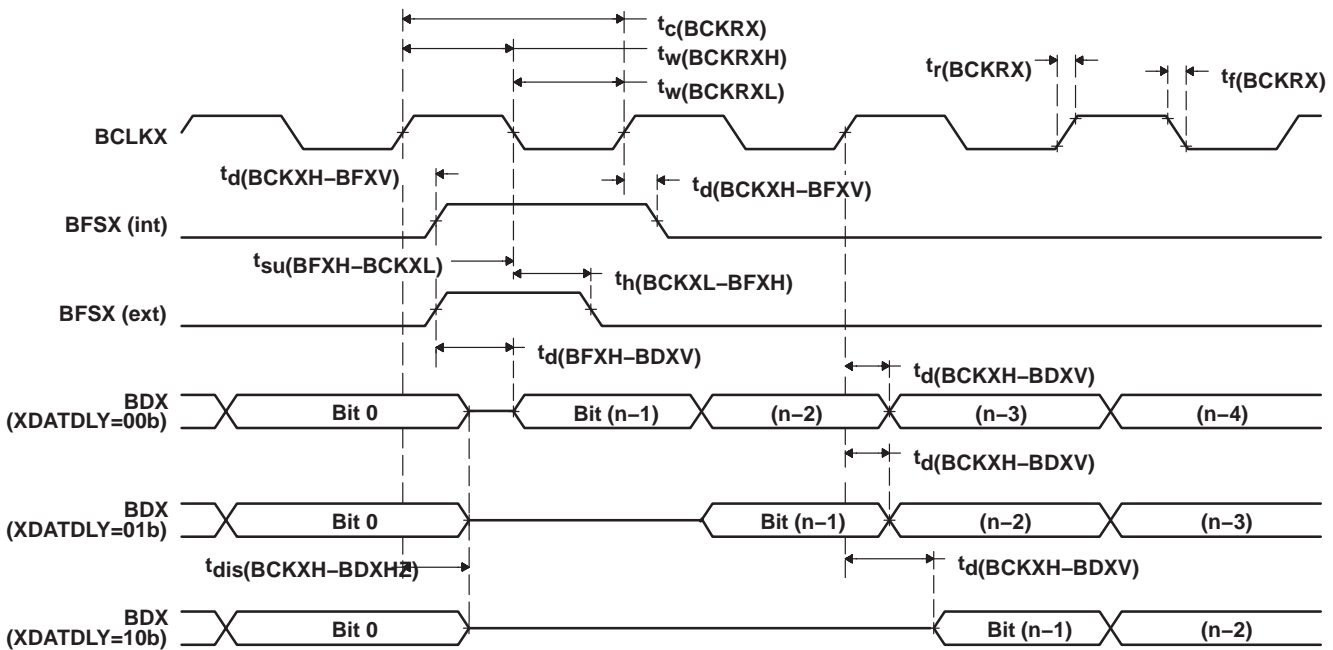 tc(BCKRX)
tw(BCKRXH)
tr(BCKRX)
tf(BCKRX)
tw(BCKRXL)
BCLKX
td(BCKXH–BFXV)
td(BCKXH–BFXV)
BFSX (int)
tsu(BFXH–BCKXL)
th(BCKXL–BFXH)
BFSX (ext)
td(BFXH–BDXV)
td(BCKXH–BDXV)
BDX
(XDATDLY=00b)
Bit 0
Bit (n–1)
(n–2)
(n–3)
(n–4)
td(BCKXH–BDXV)
BDX
(XDATDLY=01b)
Bit 0
Bit (n–1)
(n–2)
(n–3)
tdis(BCKXH–BDXHZ)
td(BCKXH–BDXV)
BDX
(XDATDLY=10b)
Bit 0
Bit (n–1)
(n–2)